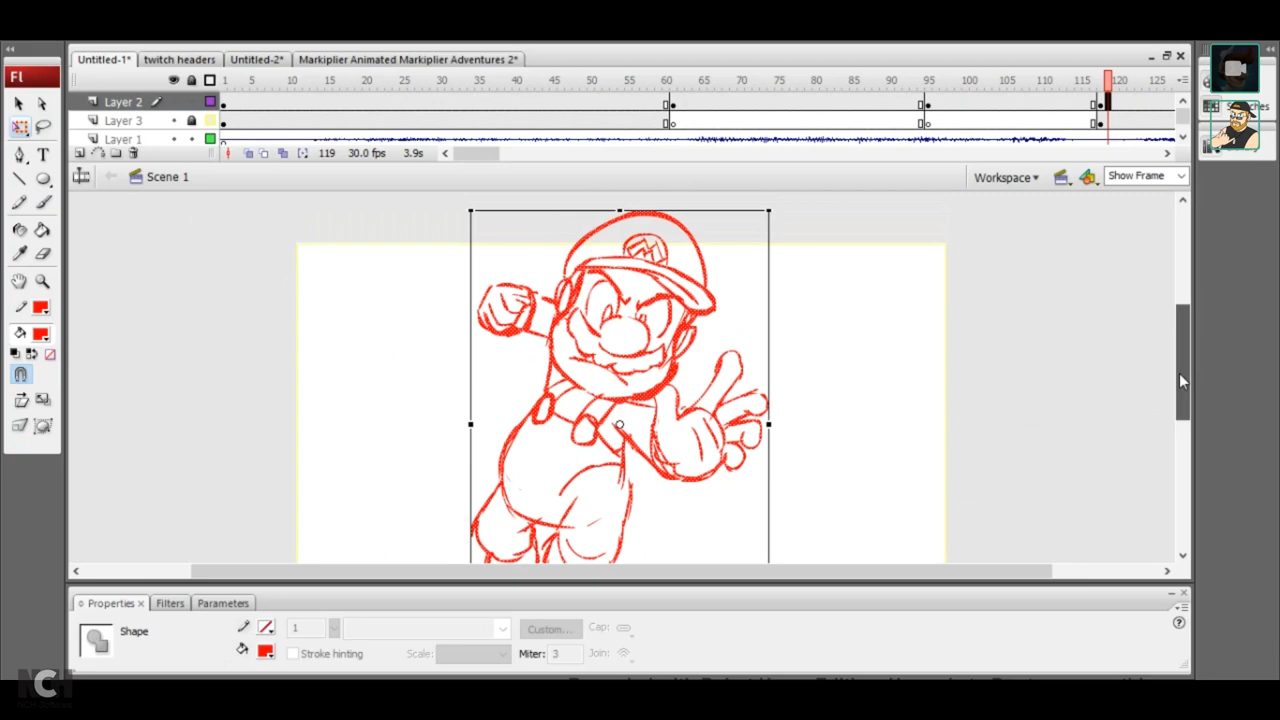 Untitled-1* twitch headers Untitled-2* Markiplier Animated Markiplier Adventures 2*
Fl
1 5 10 15 20 25 30 35 40 45 50 55 60 65 70 75 80 85 90 95 100 105 110 115 120 125
Layer 2
Layer 3
Layer 1
119 30.0 fps 3.9s
Scene 1 Workspace Show Frame
T
M
Properties Filters Parameters
Shape 1 Custom... Cap:
Stroke hinting Scale: Miter: 3 Join:
NCH
NCH Software